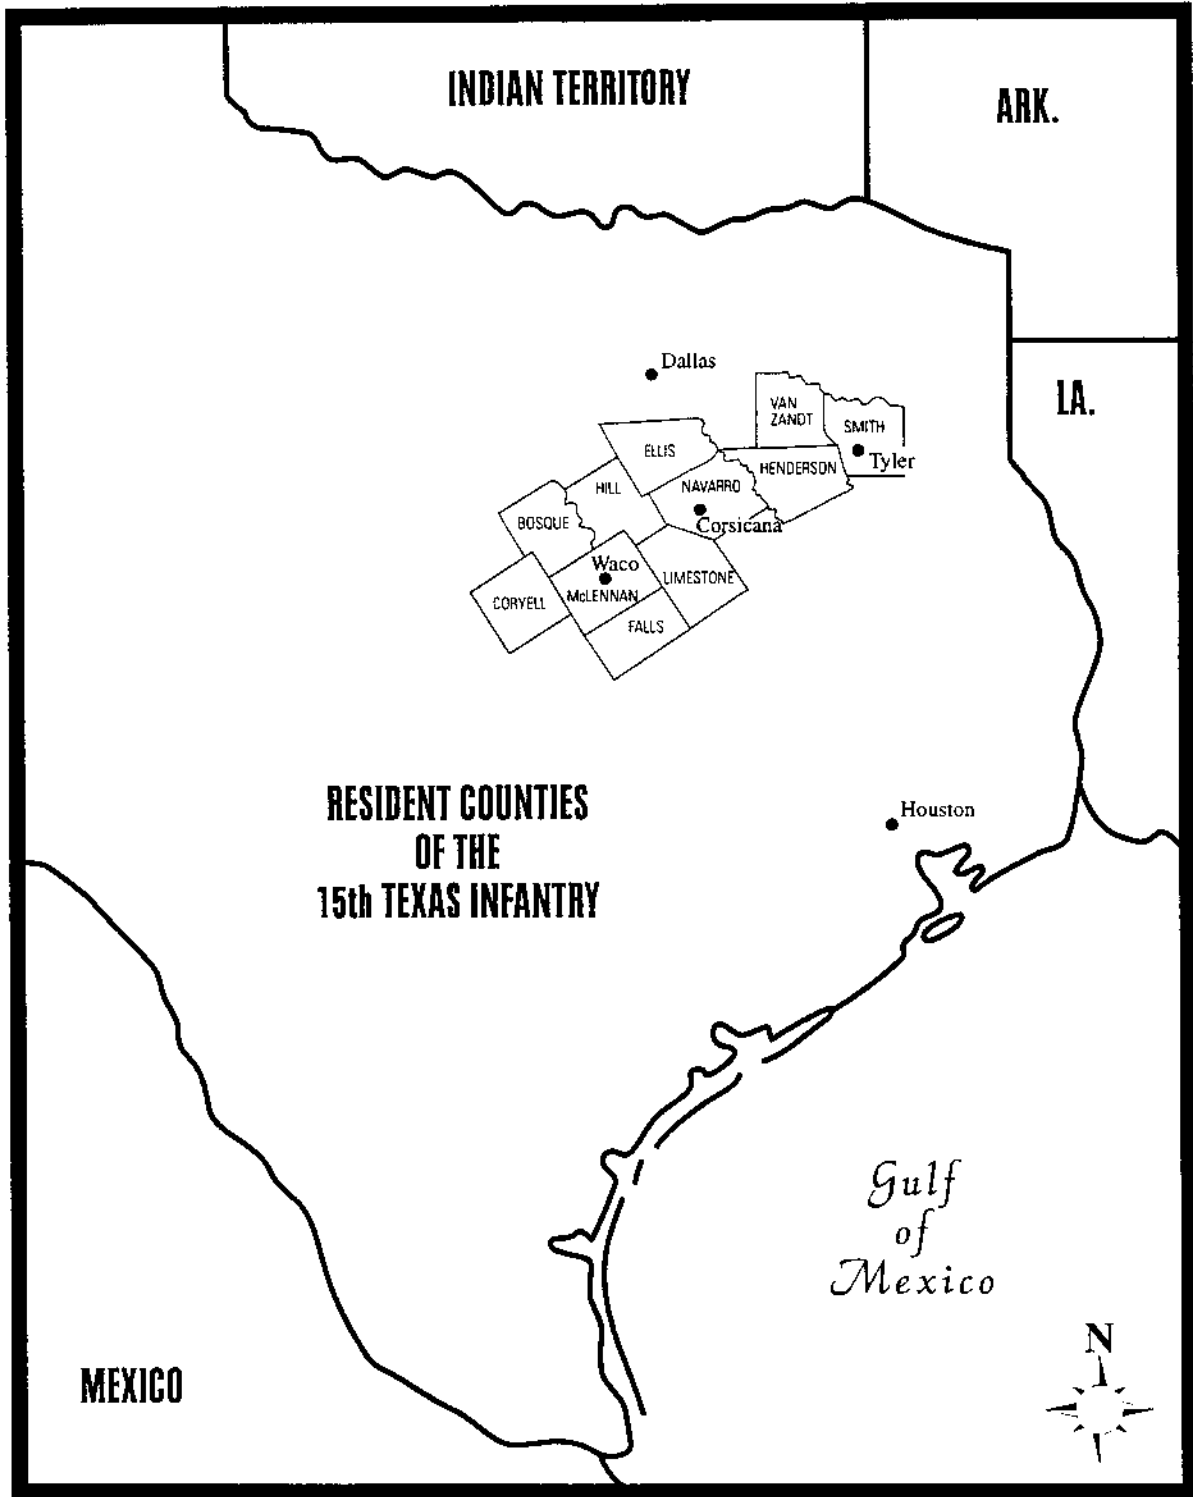 INDIAN TERRITORY
ARK.
Dallas
LA.
VAN
ZANDT
SMITH
ELLIS
Tyler
HENDERSON
HILL
NAVARRO
BOSQUE
Corsicana
Waco
LIMESTONE
CORYELL
McLENNAN
FALLS
RESIDENT COUNTIES
OF THE
15th TEXAS INFANTRY
Houston
Gulf
of
Mexico
N
MEXICO